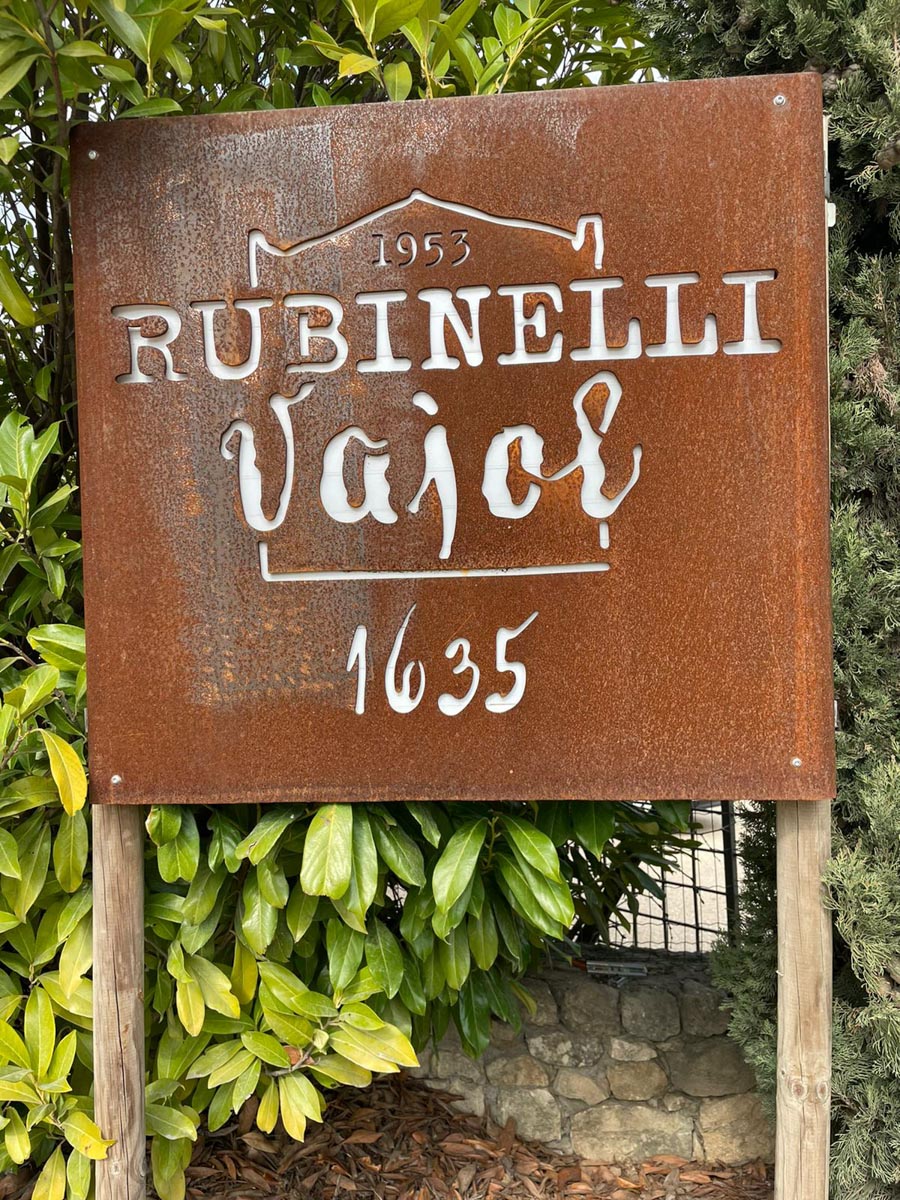 1953
RUBINELLI
Vajol
1635